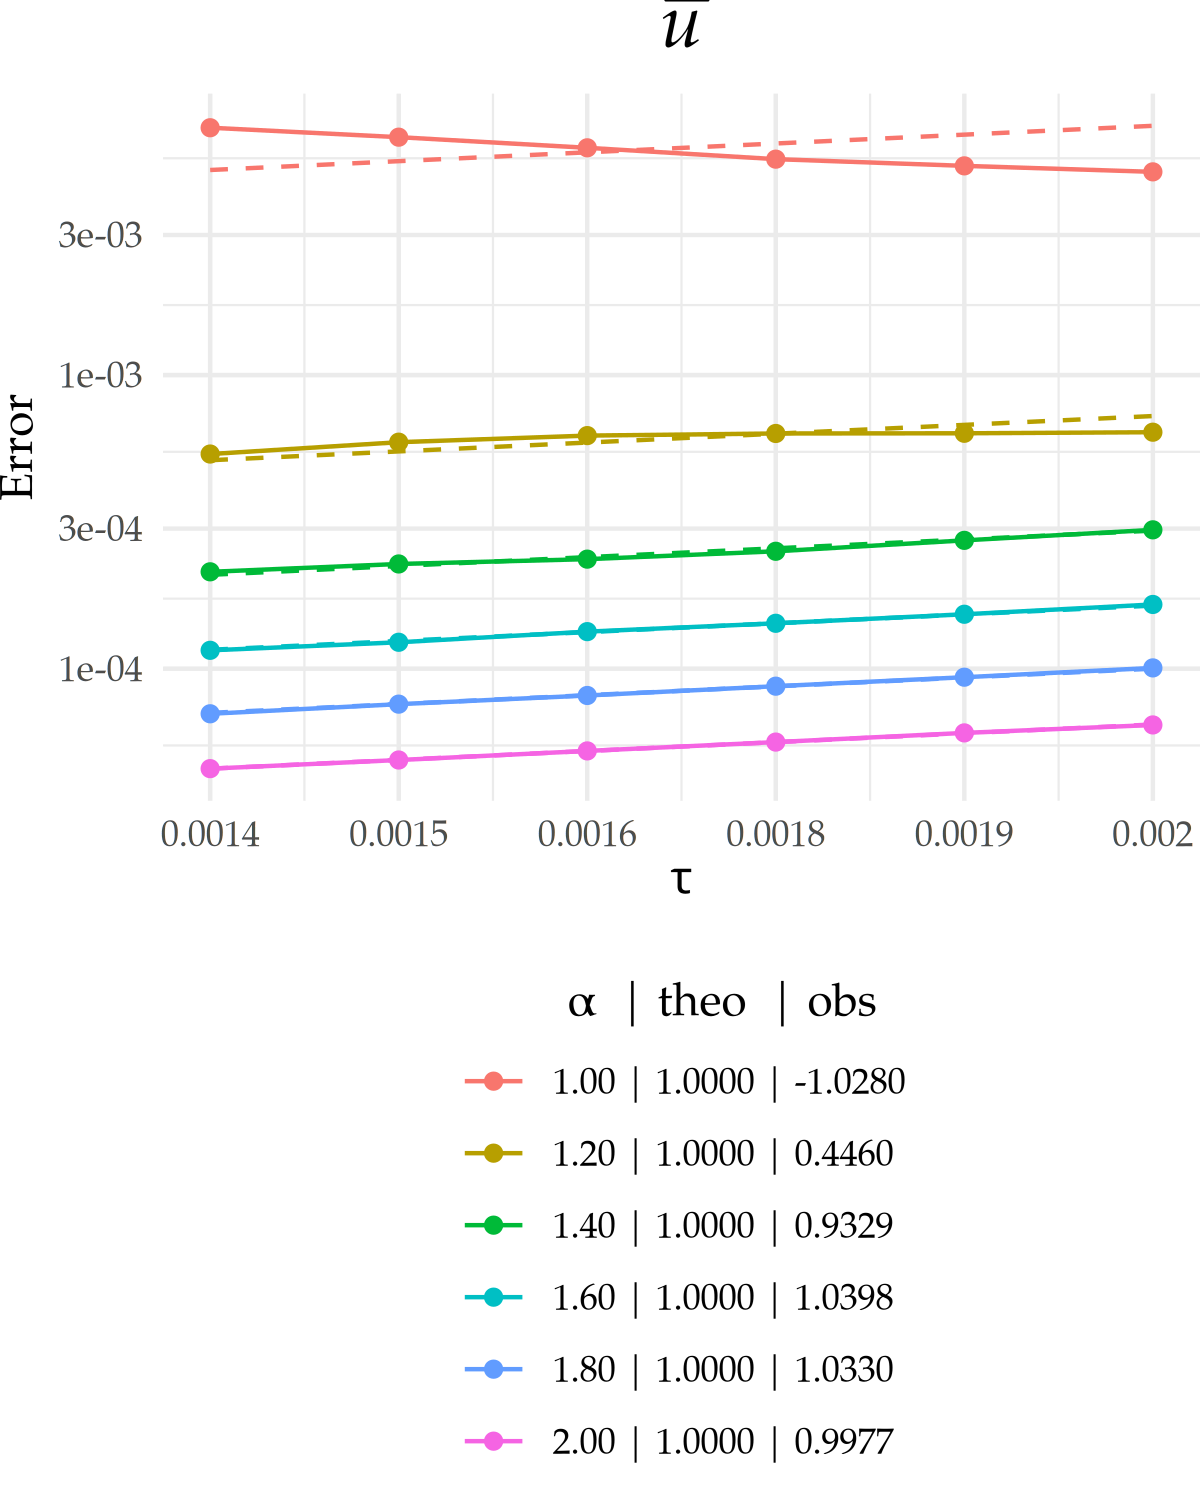 u̅
3e-03
1e-03
3e-04
1e-04
Error
0.0014 0.0015 0.0016 0.0018 0.0019 0.002
τ
α | theo | obs
1.00 | 1.0000 | -1.0280
1.20 | 1.0000 | 0.4460
1.40 | 1.0000 | 0.9329
1.60 | 1.0000 | 1.0398
1.80 | 1.0000 | 1.0330
2.00 | 1.0000 | 0.9977